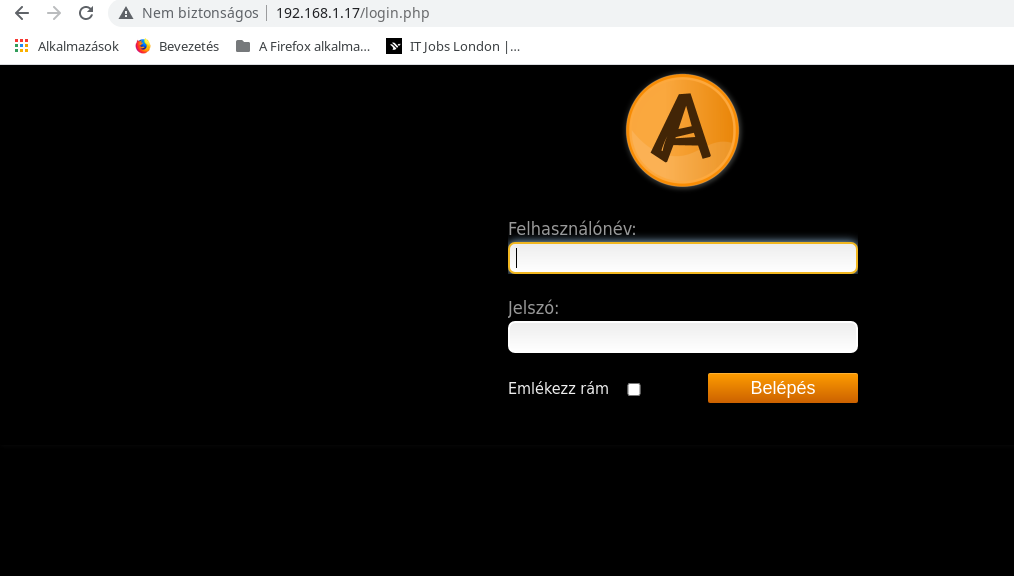 Nem biztonságos 192.168.1.17/login.php
Alkalmazások Bevezetés A Firefox alkalma... IT Jobs London |...
A
Felhasználónév:
Jelszó:
Emlékezz rám Belépés